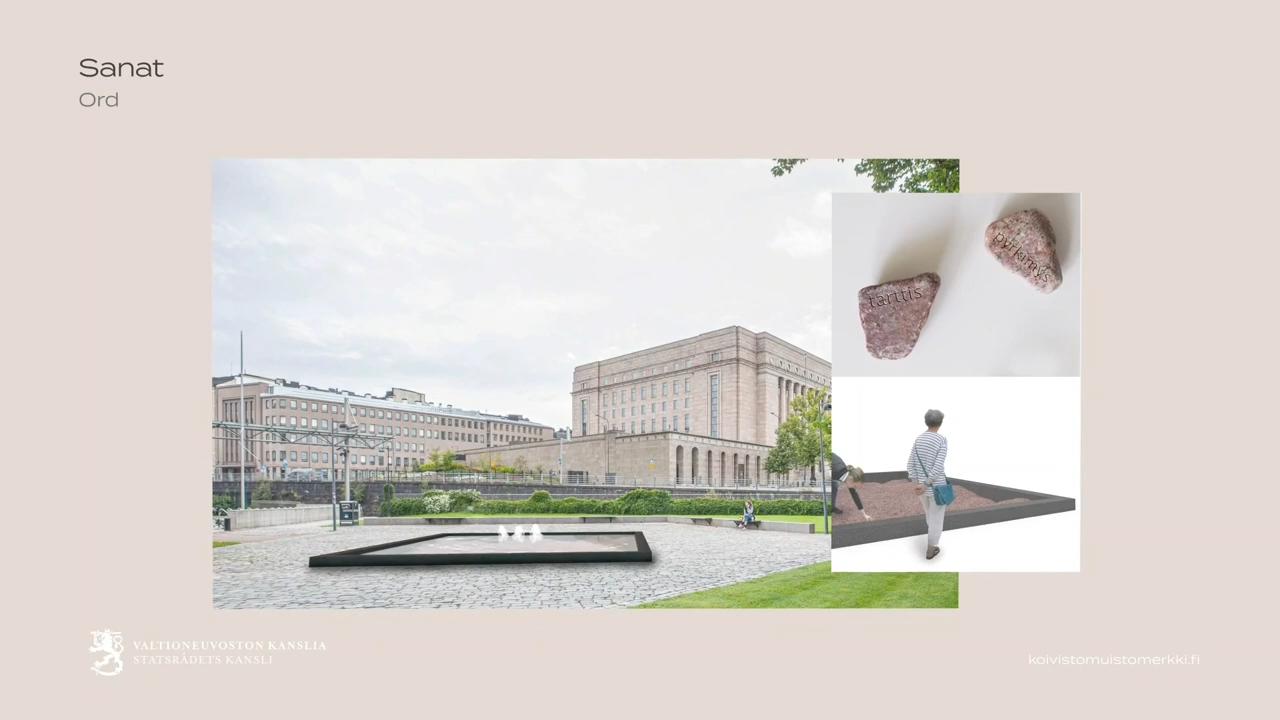 Sanat
Ord
tarttis
pyrkimys
VALTIONEUVOSTON KANSLIA
STATSRÅDETS KANSLI
koivistomuistomerkki.fi